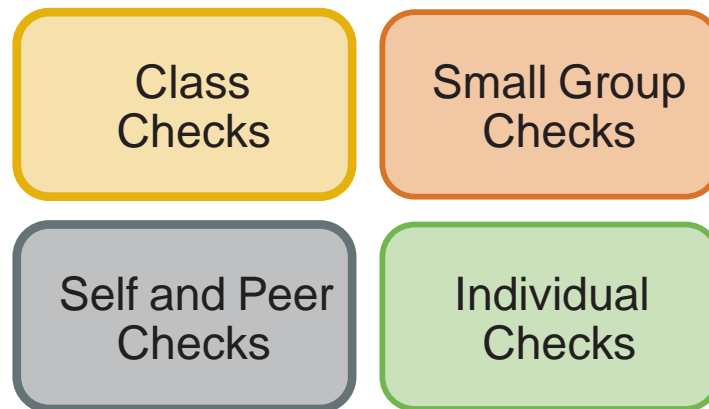 Class
Checks
Small Group
Checks
Self and Peer
Checks
Individual
Checks